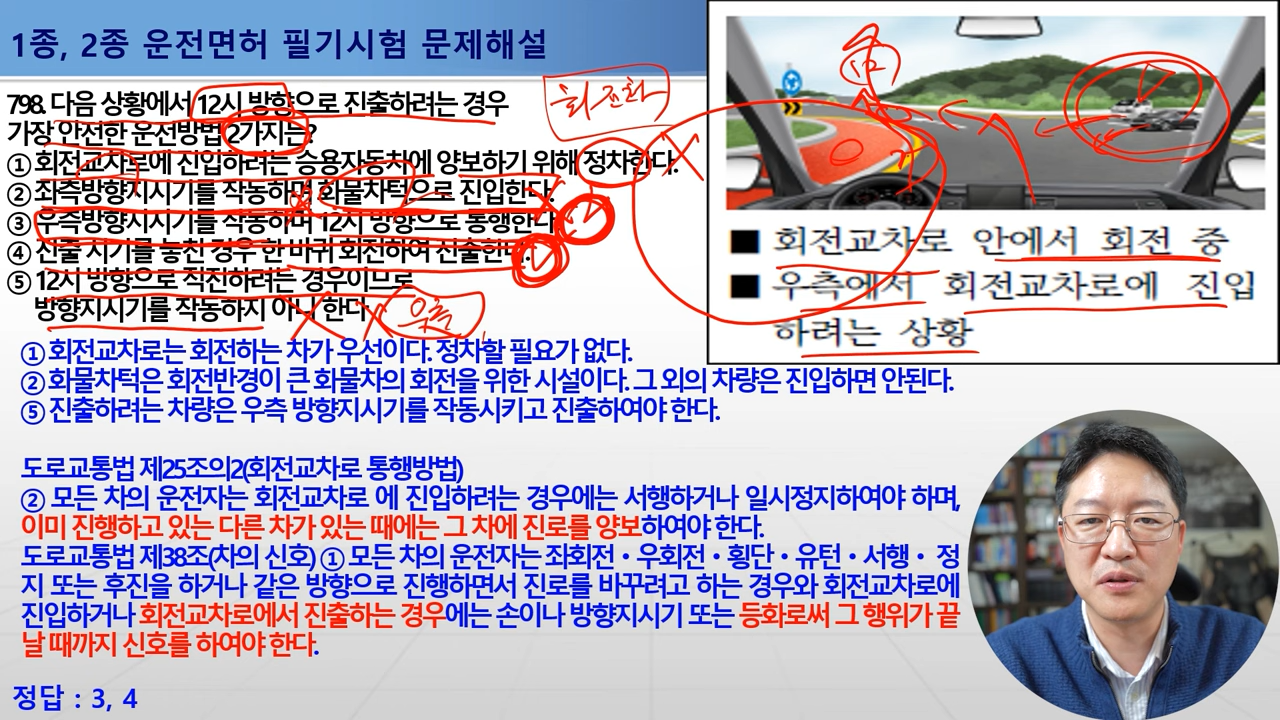 1종, 2종 운전면허 필기시험 문제해설
798. 다음 상황에서 12시 방향으로 진출하려는 경우
가장 안전한 운전방법 2가지는?
① 회전교차로에 진입하려는 승용자동차에 양보하기 위해 정차한다.
② 좌측방향지시기를 작동하며 화물차턱으로 진입한다.
③ 우측방향지시기를 작동하며 12시 방향으로 통행한다.
④ 진출 시기를 놓친 경우 한 바퀴 회전하여 진출한다.
⑤ 12시 방향으로 직진하려는 경우이므로
방향지시기를 작동하지 아니 한다
회전차
우측
12
■ 회전교차로 안에서 회전 중
■ 우측에서 회전교차로에 진입
하려는 상황
① 회전교차로는 회전하는 차가 우선이다. 정차할 필요가 없다.
② 화물차턱은 회전반경이 큰 화물차의 회전을 위한 시설이다. 그 외의 차량은 진입하면 안된다.
⑤ 진출하려는 차량은 우측 방향지시기를 작동시키고 진출하여야 한다.
도로교통법 제25조의2(회전교차로 통행방법)
② 모든 차의 운전자는 회전교차로 에 진입하려는 경우에는 서행하거나 일시정지하여야 하며,
이미 진행하고 있는 다른 차가 있는 때에는 그 차에 진로를 양보하여야 한다.
도로교통법 제38조(차의 신호) ① 모든 차의 운전자는 좌회전・우회전・횡단・유턴・서행・ 정
지 또는 후진을 하거나 같은 방향으로 진행하면서 진로를 바꾸려고 하는 경우와 회전교차로에
진입하거나 회전교차로에서 진출하는 경우에는 손이나 방향지시기 또는 등화로써 그 행위가 끝
날 때까지 신호를 하여야 한다.
정답 : 3, 4